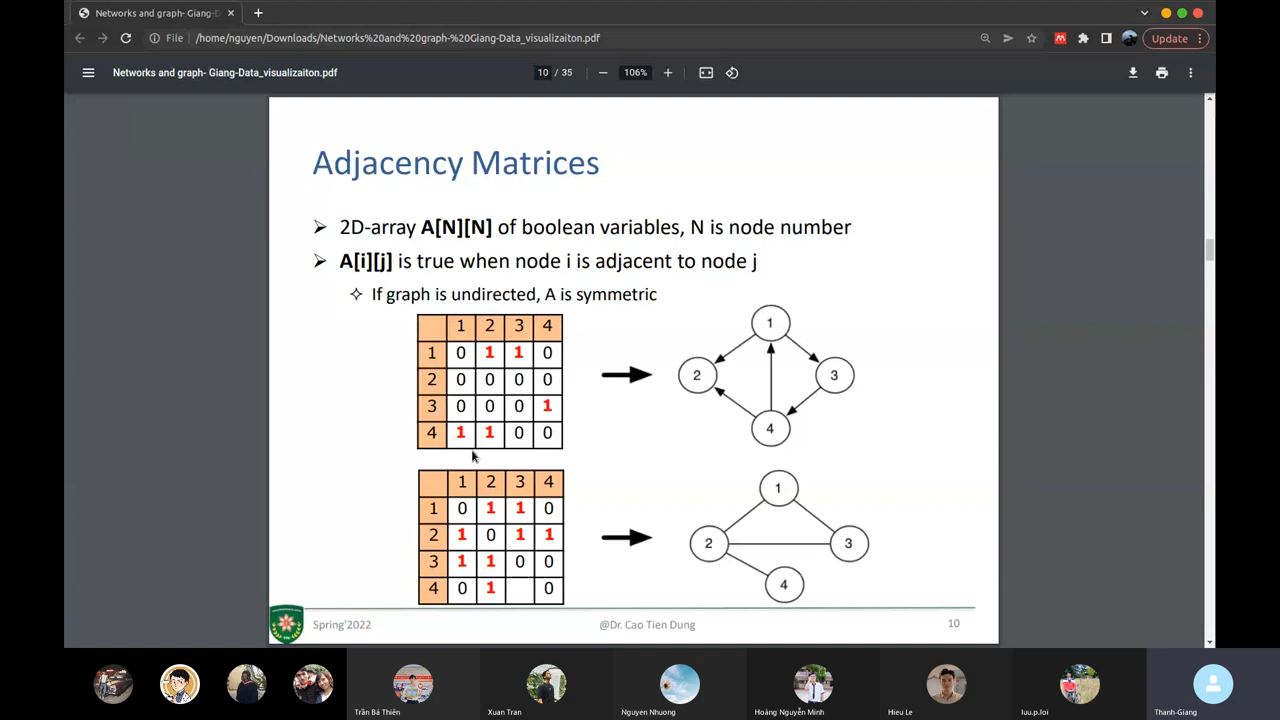 Networks and graph- Giang-D
File
/home/nguyen/Downloads/Networks%20and%20graph-%20Giang-Data_visualizaiton.pdf
Update
Networks and graph- Giang-Data_visualizaiton.pdf
10 / 35
106%
Adjacency Matrices
2D-array A[N][N] of boolean variables, N is node number
A[i][j] is true when node i is adjacent to node j
If graph is undirected, A is symmetric
1 2 3 4
1 0 1 1 0
2 0 0 0 0
3 0 0 0 1
4 1 1 0 0
1
2
3
4
1 2 3 4
1 0 1 1 0
2 1 0 1 1
3 1 1 0 0
4 0 1 0
1
2
3
4
Spring'2022
@Dr. Cao Tien Dung
10
Trần Bá Thiên
Xuan Tran
Nguyen Nhuong
Hoàng Nguyễn Minh
Hieu Le
luu.p.loi
Thanh-Giang